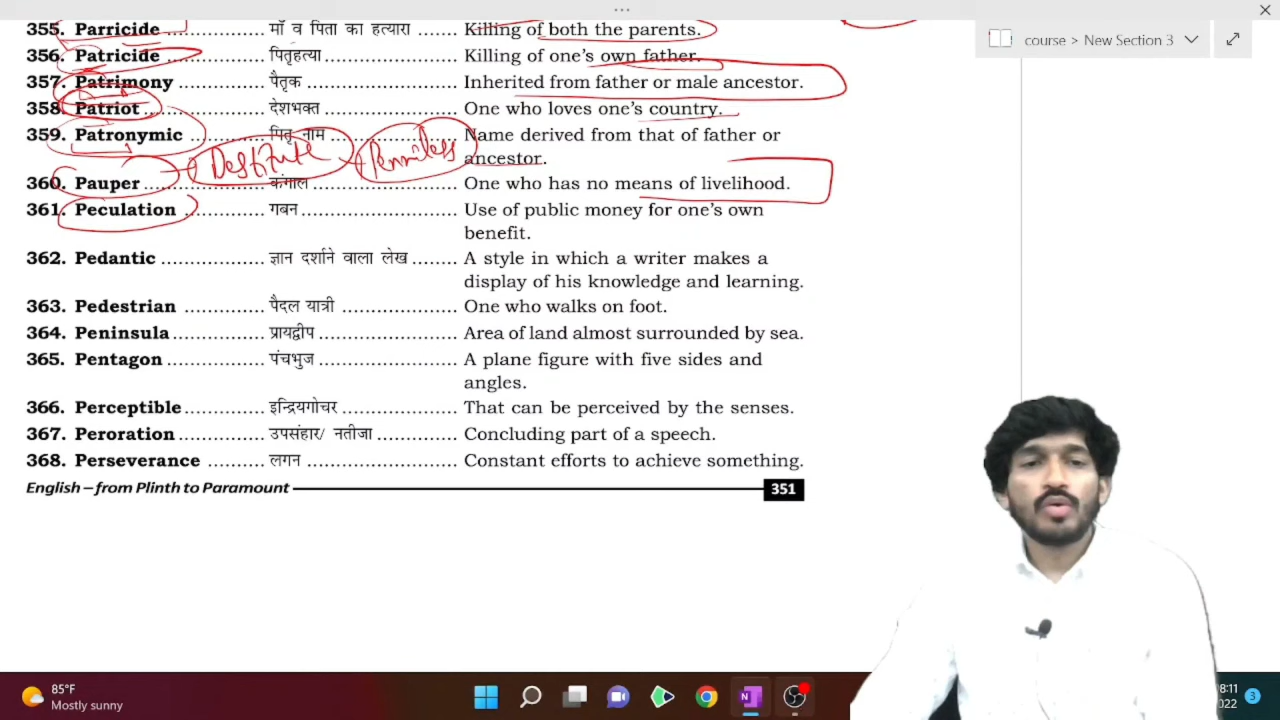 ...
course > New Section 3
355. Parricide .................. माँ व पिता का हत्यारा ....... Killing of both the parents.
356. Patricide .................. पितृहत्या ........................ Killing of one's own father.
357. Patrimony ................ पैतृक .............................. Inherited from father or male ancestor.
358. Patriot ...................... देशभक्त .......................... One who loves one's country.
359. Patronymic .............. पितृ नाम ......................... Name derived from that of father or
ancestor.
Destitute Penniless
360. Pauper ...................... कंगाल ............................. One who has no means of livelihood.
361. Peculation ................ गबन ............................... Use of public money for one's own
benefit.
362. Pedantic ................... ज्ञान दर्शाने वाला लेख ........ A style in which a writer makes a
display of his knowledge and learning.
363. Pedestrian ................ पैदल यात्री ...................... One who walks on foot.
364. Peninsula .................. प्रायद्वीप .......................... Area of land almost surrounded by sea.
365. Pentagon ................... पंचभुज ............................ A plane figure with five sides and
angles.
366. Perceptible ................ इन्द्रियगोचर ..................... That can be perceived by the senses.
367. Peroration ................. उपसंहार/ नतीजा .............. Concluding part of a speech.
368. Perseverance ........... लगन ............................... Constant efforts to achieve something.
English – from Plinth to Paramount 351
85°F
Mostly sunny
8:11
022
3